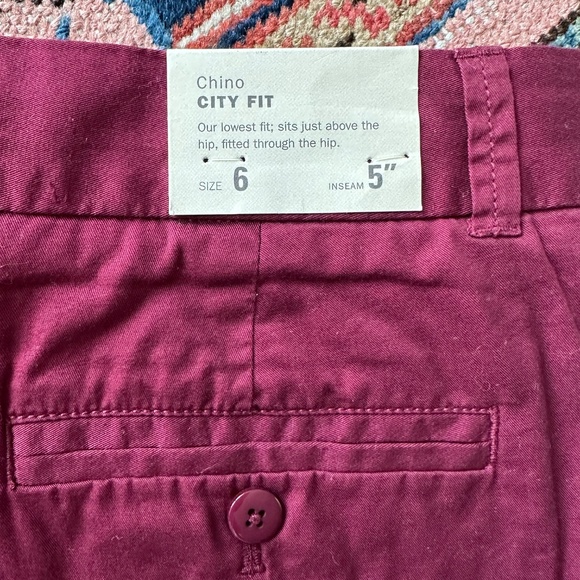 Chino
CITY FIT
Our lowest fit; sits just above the
hip, fitted through the hip.
SIZE 6 INSEAM 5"